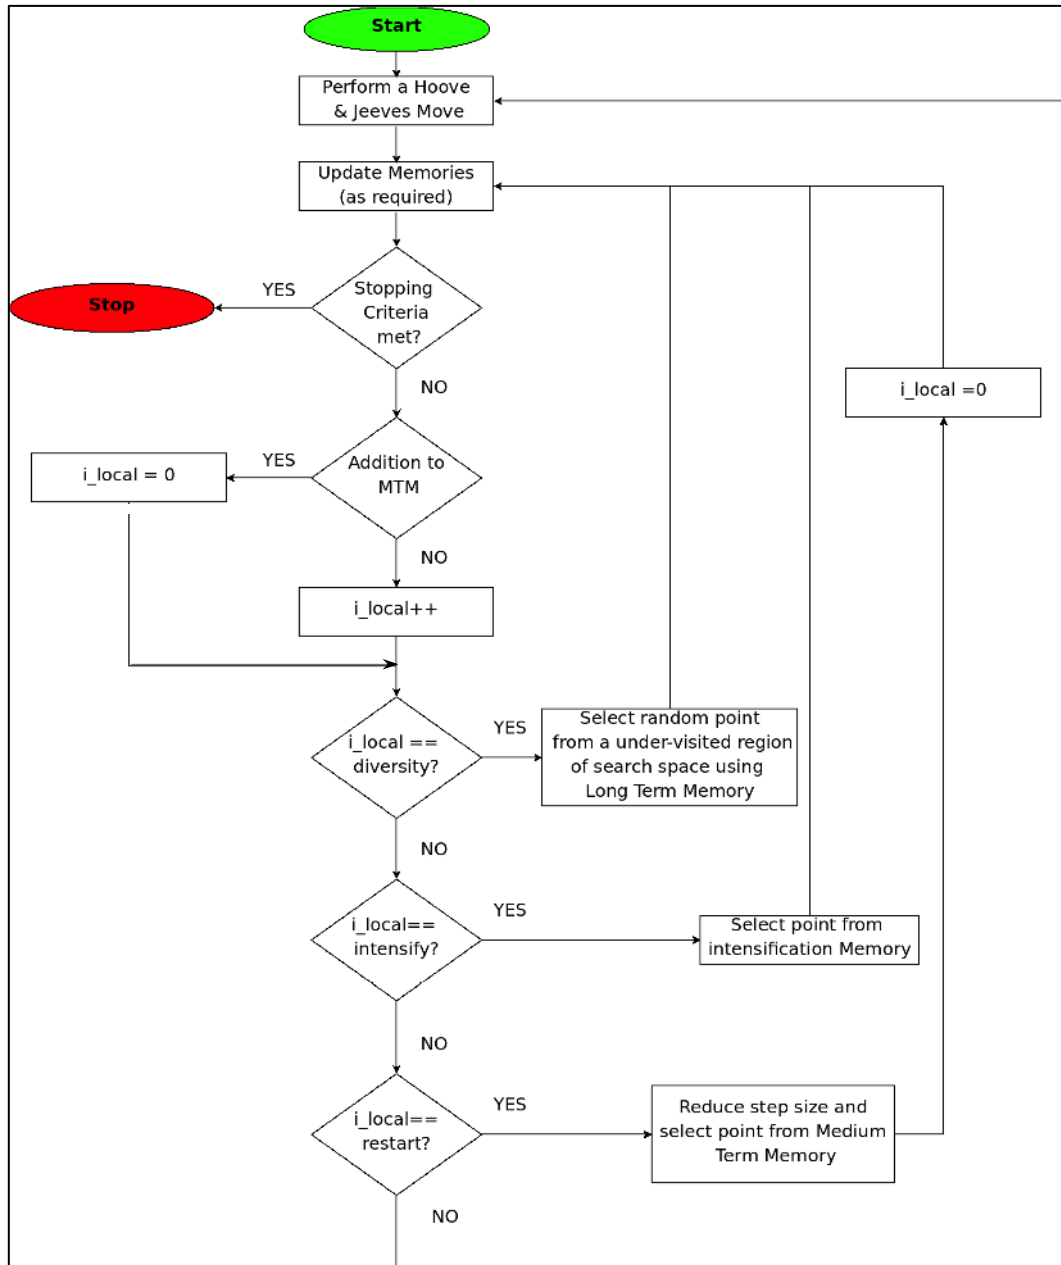 Start
Perform a Hoove
& Jeeves Move
Update Memories
(as required)
Stopping
Criteria
met?
YES
Stop
NO
i_local =0
Addition to
MTM
YES
i_local = 0
NO
i_local++
i_local ==
diversity?
YES
Select random point
from a under-visited region
of search space using
Long Term Memory
NO
i_local==
intensify?
YES
Select point from
intensification Memory
NO
i_local==
restart?
YES
Reduce step size and
select point from Medium
Term Memory
NO